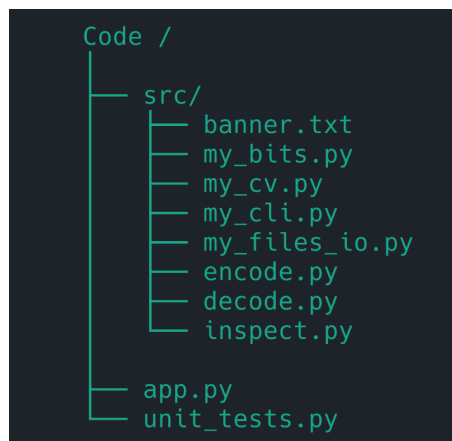 Code /
src/
banner.txt
my_bits.py
my_cv.py
my_cli.py
my_files_io.py
encode.py
decode.py
inspect.py
app.py
unit_tests.py